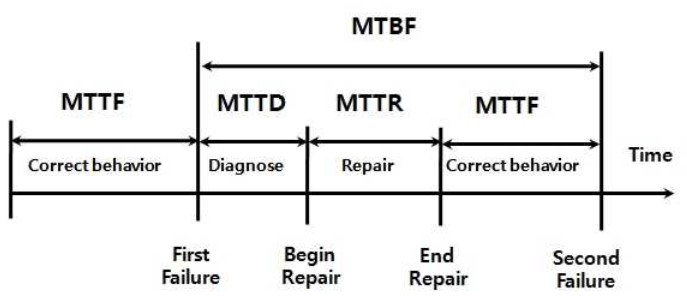 MTBF
MTTF
MTTD
MTTR
MTTF
Correct behavior
Diagnose
Repair
Correct behavior
Time
First
Failure
Begin
Repair
End
Repair
Second
Failure